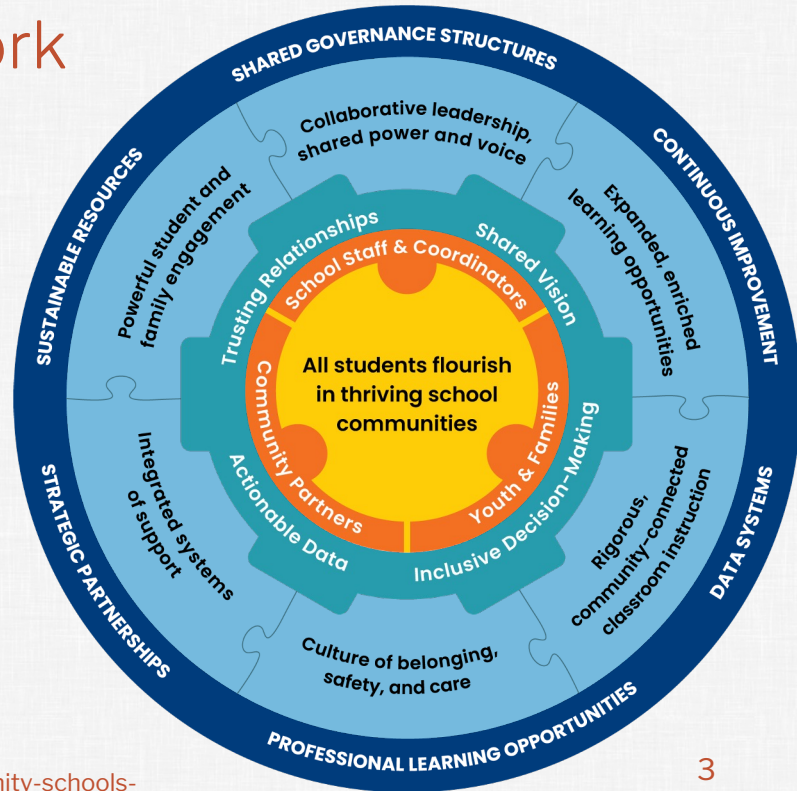 ork
SHARED GOVERNANCE STRUCTURES
CONTINUOUS IMPROVEMENT
DATA SYSTEMS
PROFESSIONAL LEARNING OPPORTUNITIES
STRATEGIC PARTNERSHIPS
SUSTAINABLE RESOURCES
Collaborative leadership,
shared power and voice
Expanded, enriched
learning opportunities
Rigorous,
community-connected
classroom instruction
Culture of belonging,
safety, and care
Integrated systems
of support
Powerful student and
family engagement
Trusting Relationships
Shared Vision
Inclusive Decision-Making
Actionable Data
School Staff & Coordinators
Youth & Families
Community Partners
All students flourish
in thriving school
communities
nity-schools-
3